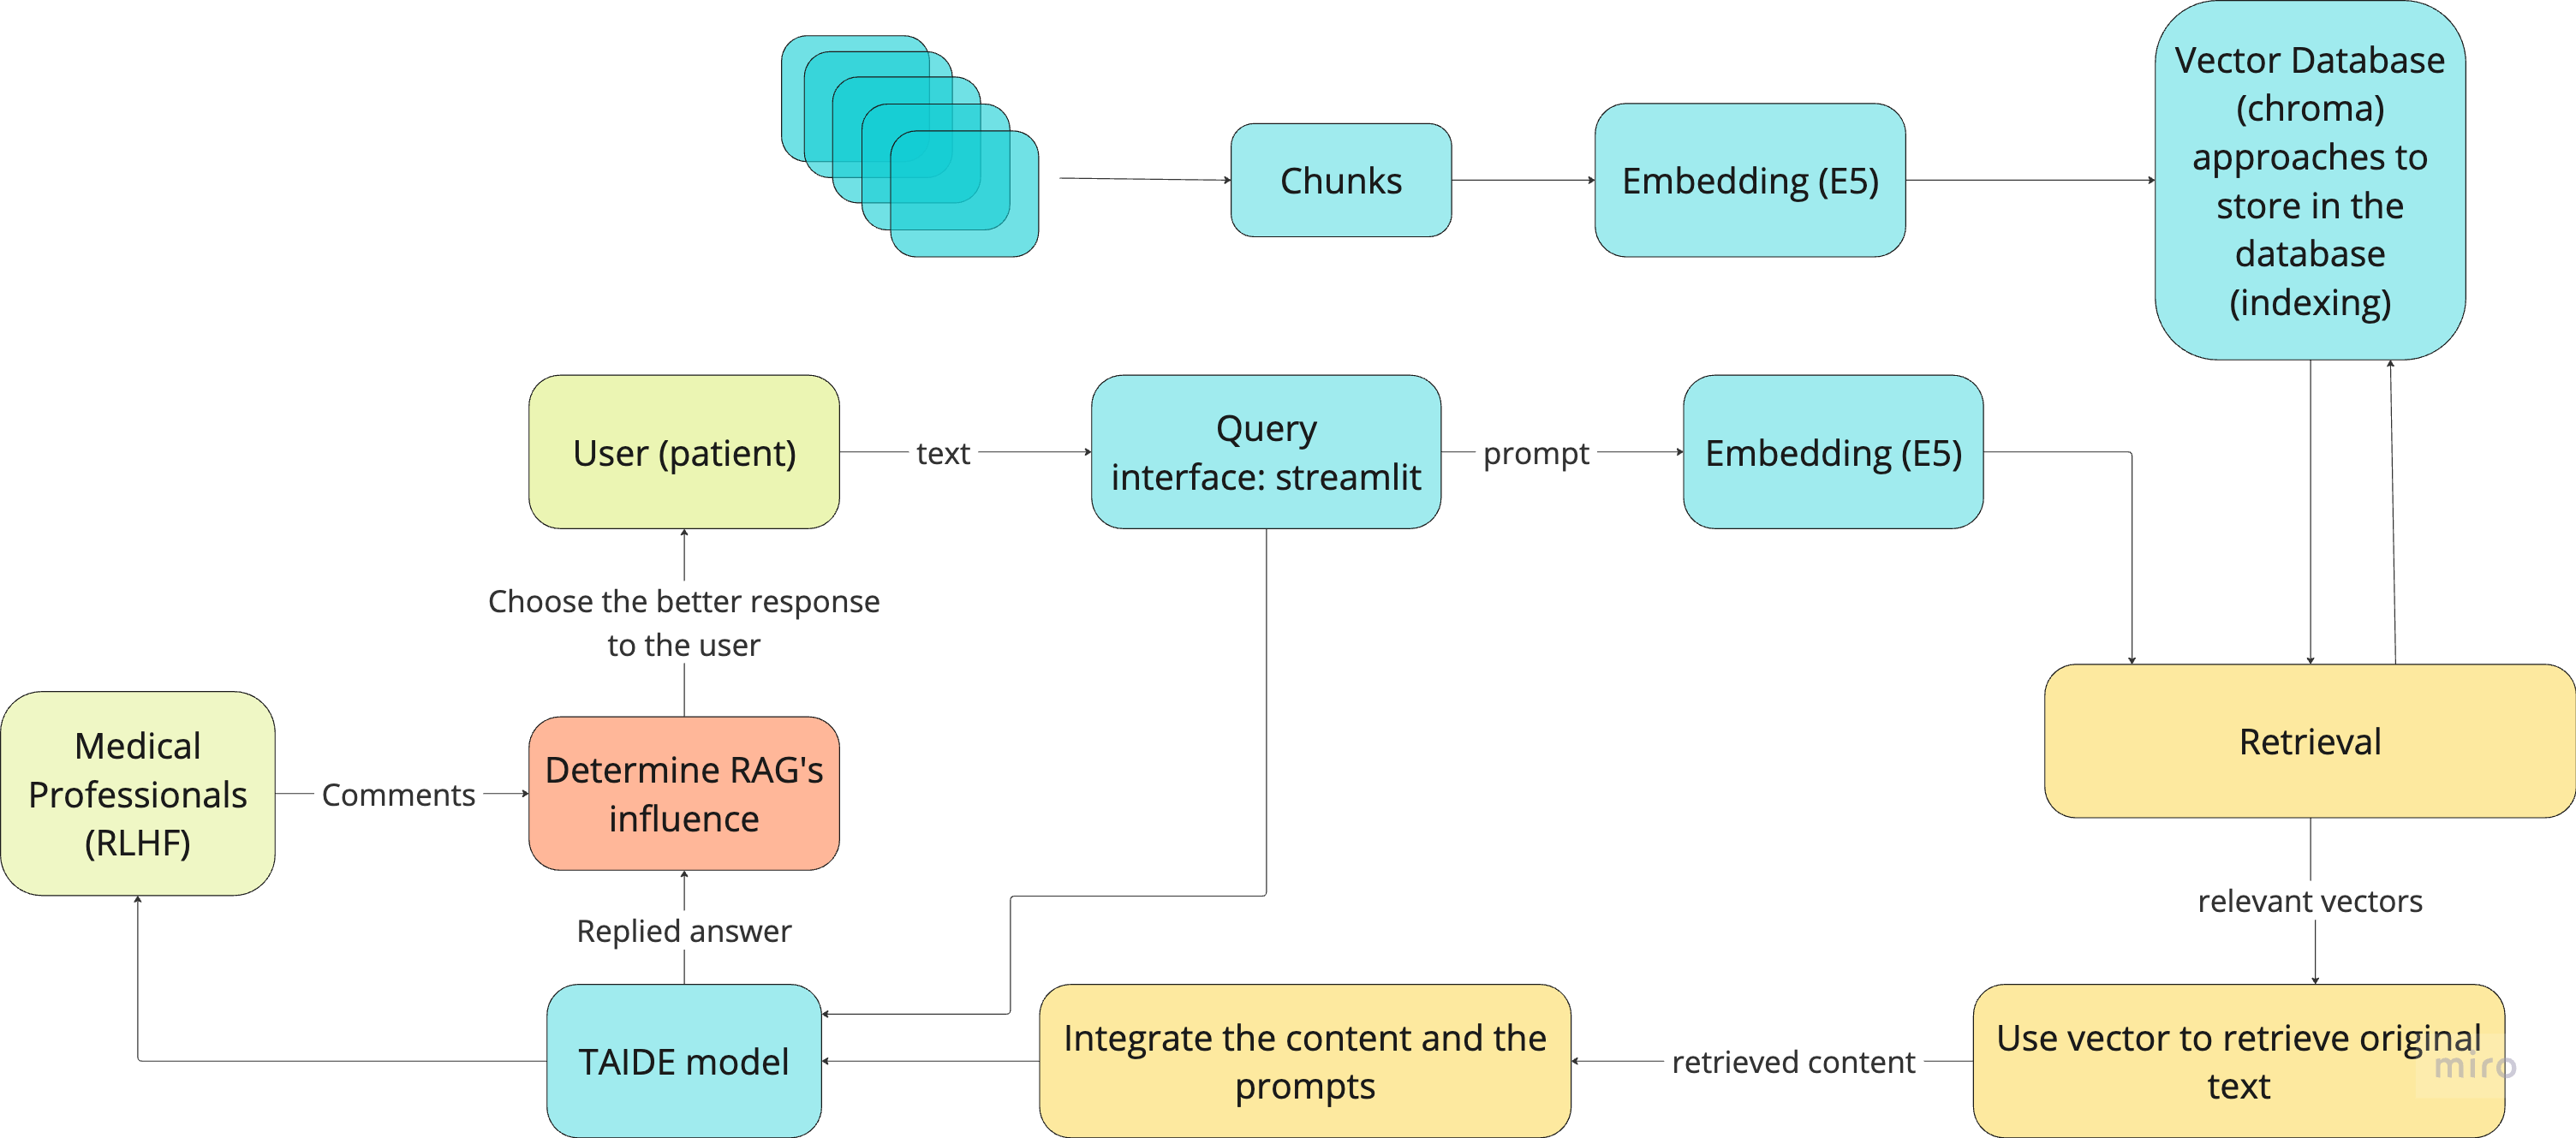 Vector Database
(chroma)
approaches to
store in the
database
(indexing)
Chunks
Embedding (E5)
User (patient)
text
Query
interface: streamlit
prompt
Embedding (E5)
Choose the better response
to the user
Medical
Professionals
(RLHF)
Comments
Determine RAG's
influence
Retrieval
Replied answer
relevant vectors
TAIDE model
Integrate the content and the
prompts
retrieved content
Use vector to retrieve original
text
miro